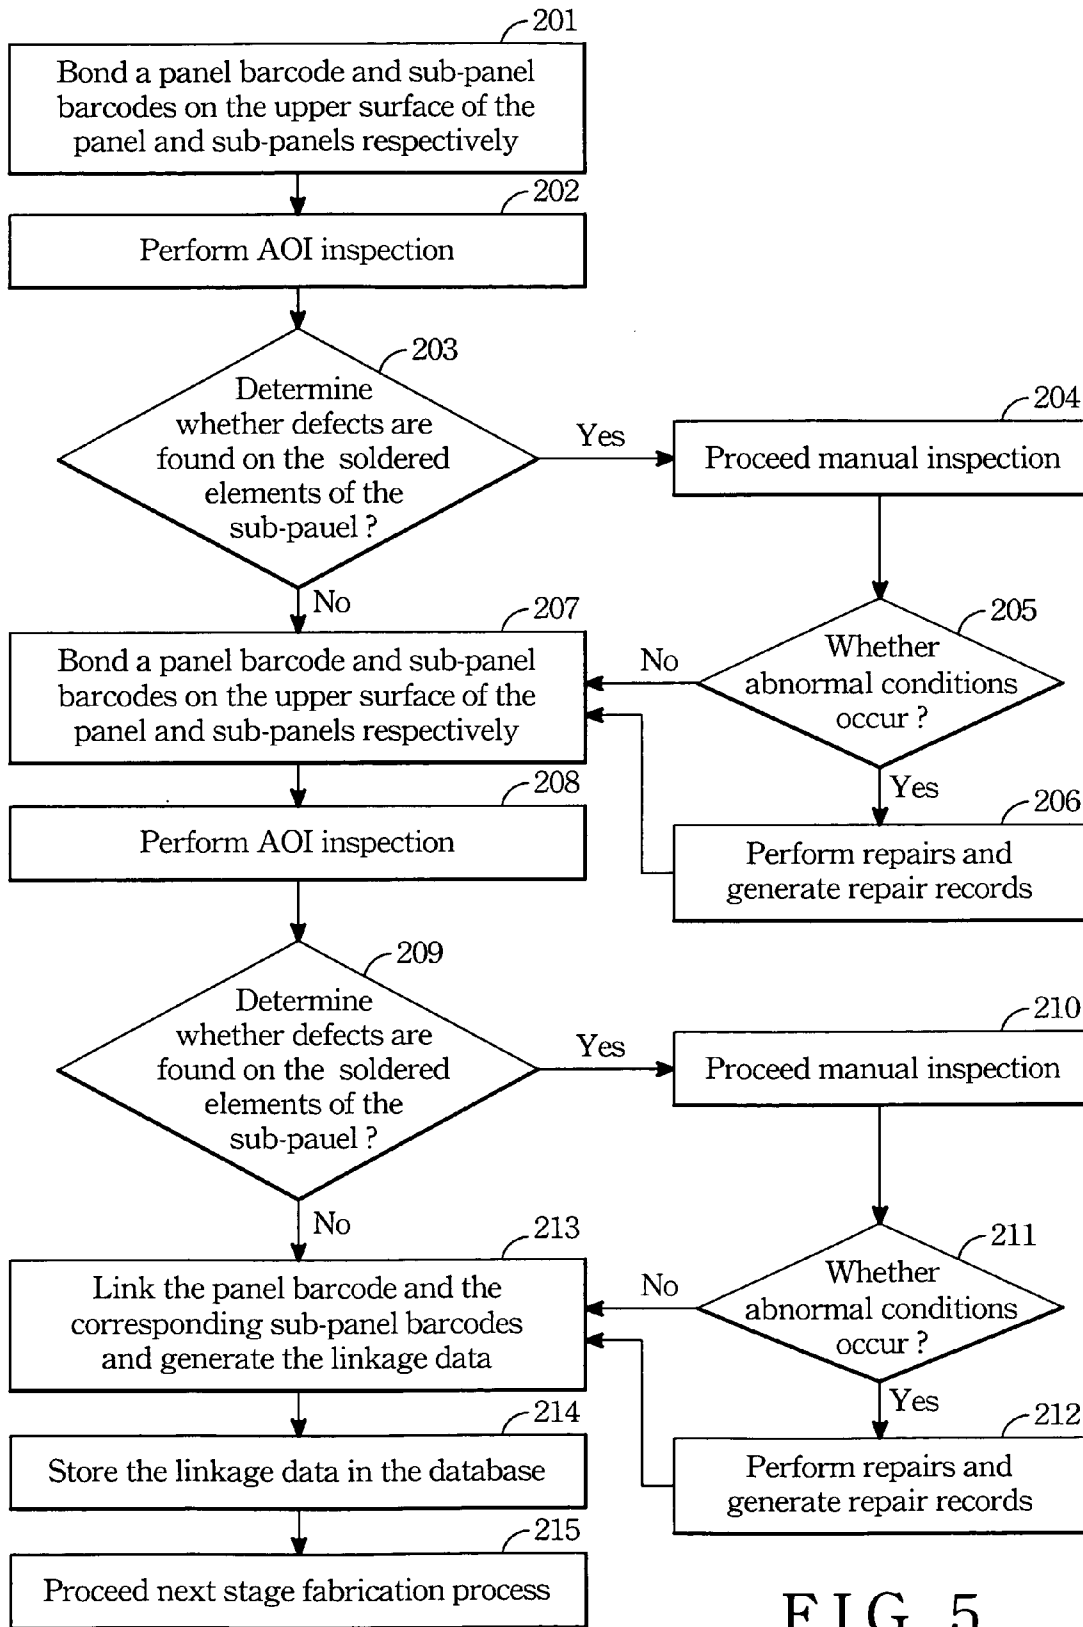 201
Bond a panel barcode and sub-panel
barcodes on the upper surface of the
panel and sub-panels respectively
202
Perform AOI inspection
203
Determine
whether defects are
found on the soldered
elements of the
sub-pauel ?
Yes
204
Proceed manual inspection
205
Whether
abnormal conditions
occur ?
No
Yes
206
Perform repairs and
generate repair records
No
207
Bond a panel barcode and sub-panel
barcodes on the upper surface of the
panel and sub-panels respectively
208
Perform AOI inspection
209
Determine
whether defects are
found on the soldered
elements of the
sub-pauel ?
Yes
210
Proceed manual inspection
211
Whether
abnormal conditions
occur ?
No
Yes
212
Perform repairs and
generate repair records
No
213
Link the panel barcode and the
corresponding sub-panel barcodes
and generate the linkage data
214
Store the linkage data in the database
215
Proceed next stage fabrication process
FIG 5